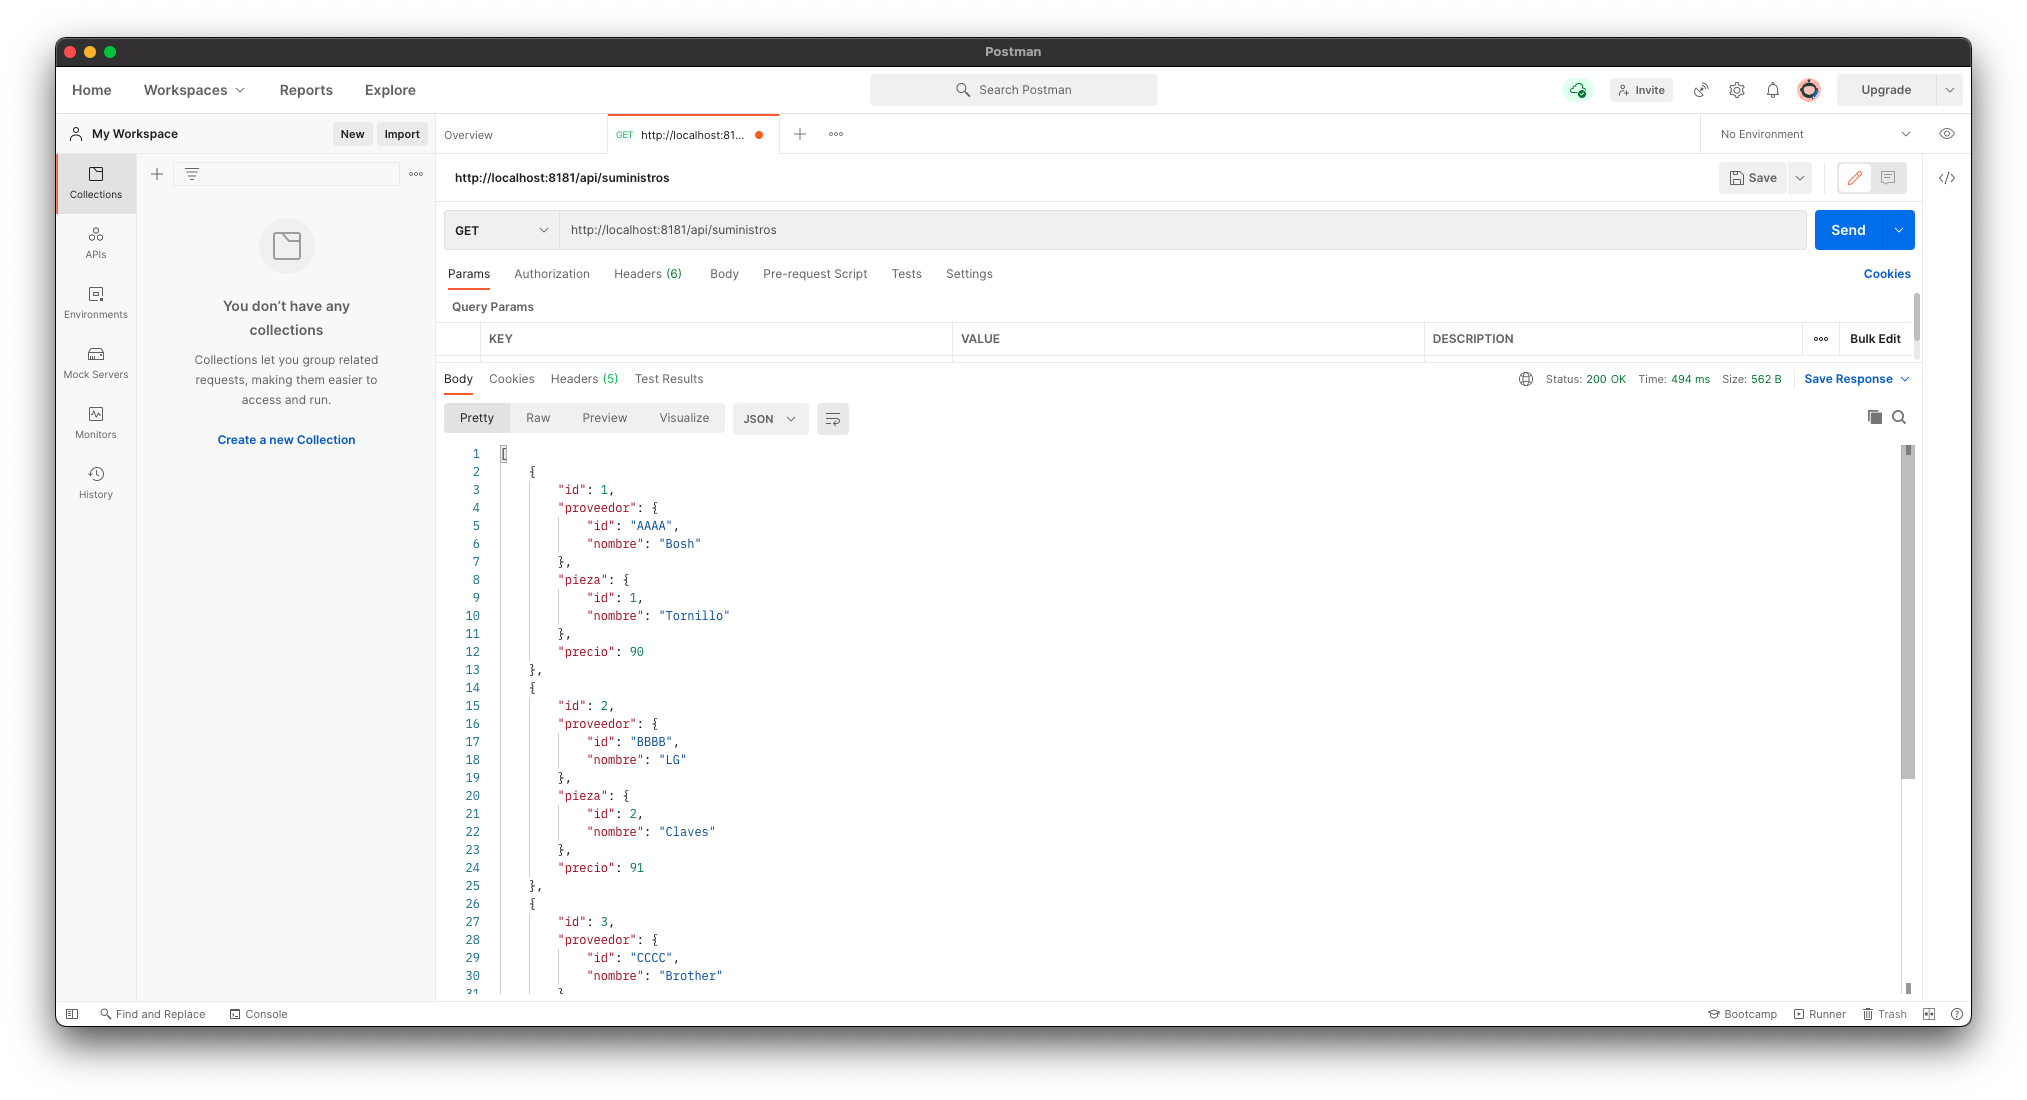 Postman
Home Workspaces Reports Explore Search Postman Invite Upgrade
My Workspace New Import Overview GET http://localhost:81... No Environment
Collections
APIs
Environments
Mock Servers
Monitors
History
You don’t have any
collections
Collections let you group related
requests, making them easier to
access and run.
Create a new Collection
http://localhost:8181/api/suministros Save
GET http://localhost:8181/api/suministros Send
Params Authorization Headers (6) Body Pre-request Script Tests Settings Cookies
Query Params
KEY VALUE DESCRIPTION Bulk Edit
Body Cookies Headers (5) Test Results Status: 200 OK Time: 494 ms Size: 562 B Save Response
Pretty Raw Preview Visualize JSON
1 [
2 {
3 "id": 1,
4 "proveedor": {
5 "id": "AAAA",
6 "nombre": "Bosh"
7 },
8 "pieza": {
9 "id": 1,
10 "nombre": "Tornillo"
11 },
12 "precio": 90
13 },
14 {
15 "id": 2,
16 "proveedor": {
17 "id": "BBBB",
18 "nombre": "LG"
19 },
20 "pieza": {
21 "id": 2,
22 "nombre": "Claves"
23 },
24 "precio": 91
25 },
26 {
27 "id": 3,
28 "proveedor": {
29 "id": "CCCC",
30 "nombre": "Brother"
31 }
Find and Replace Console Bootcamp Runner Trash